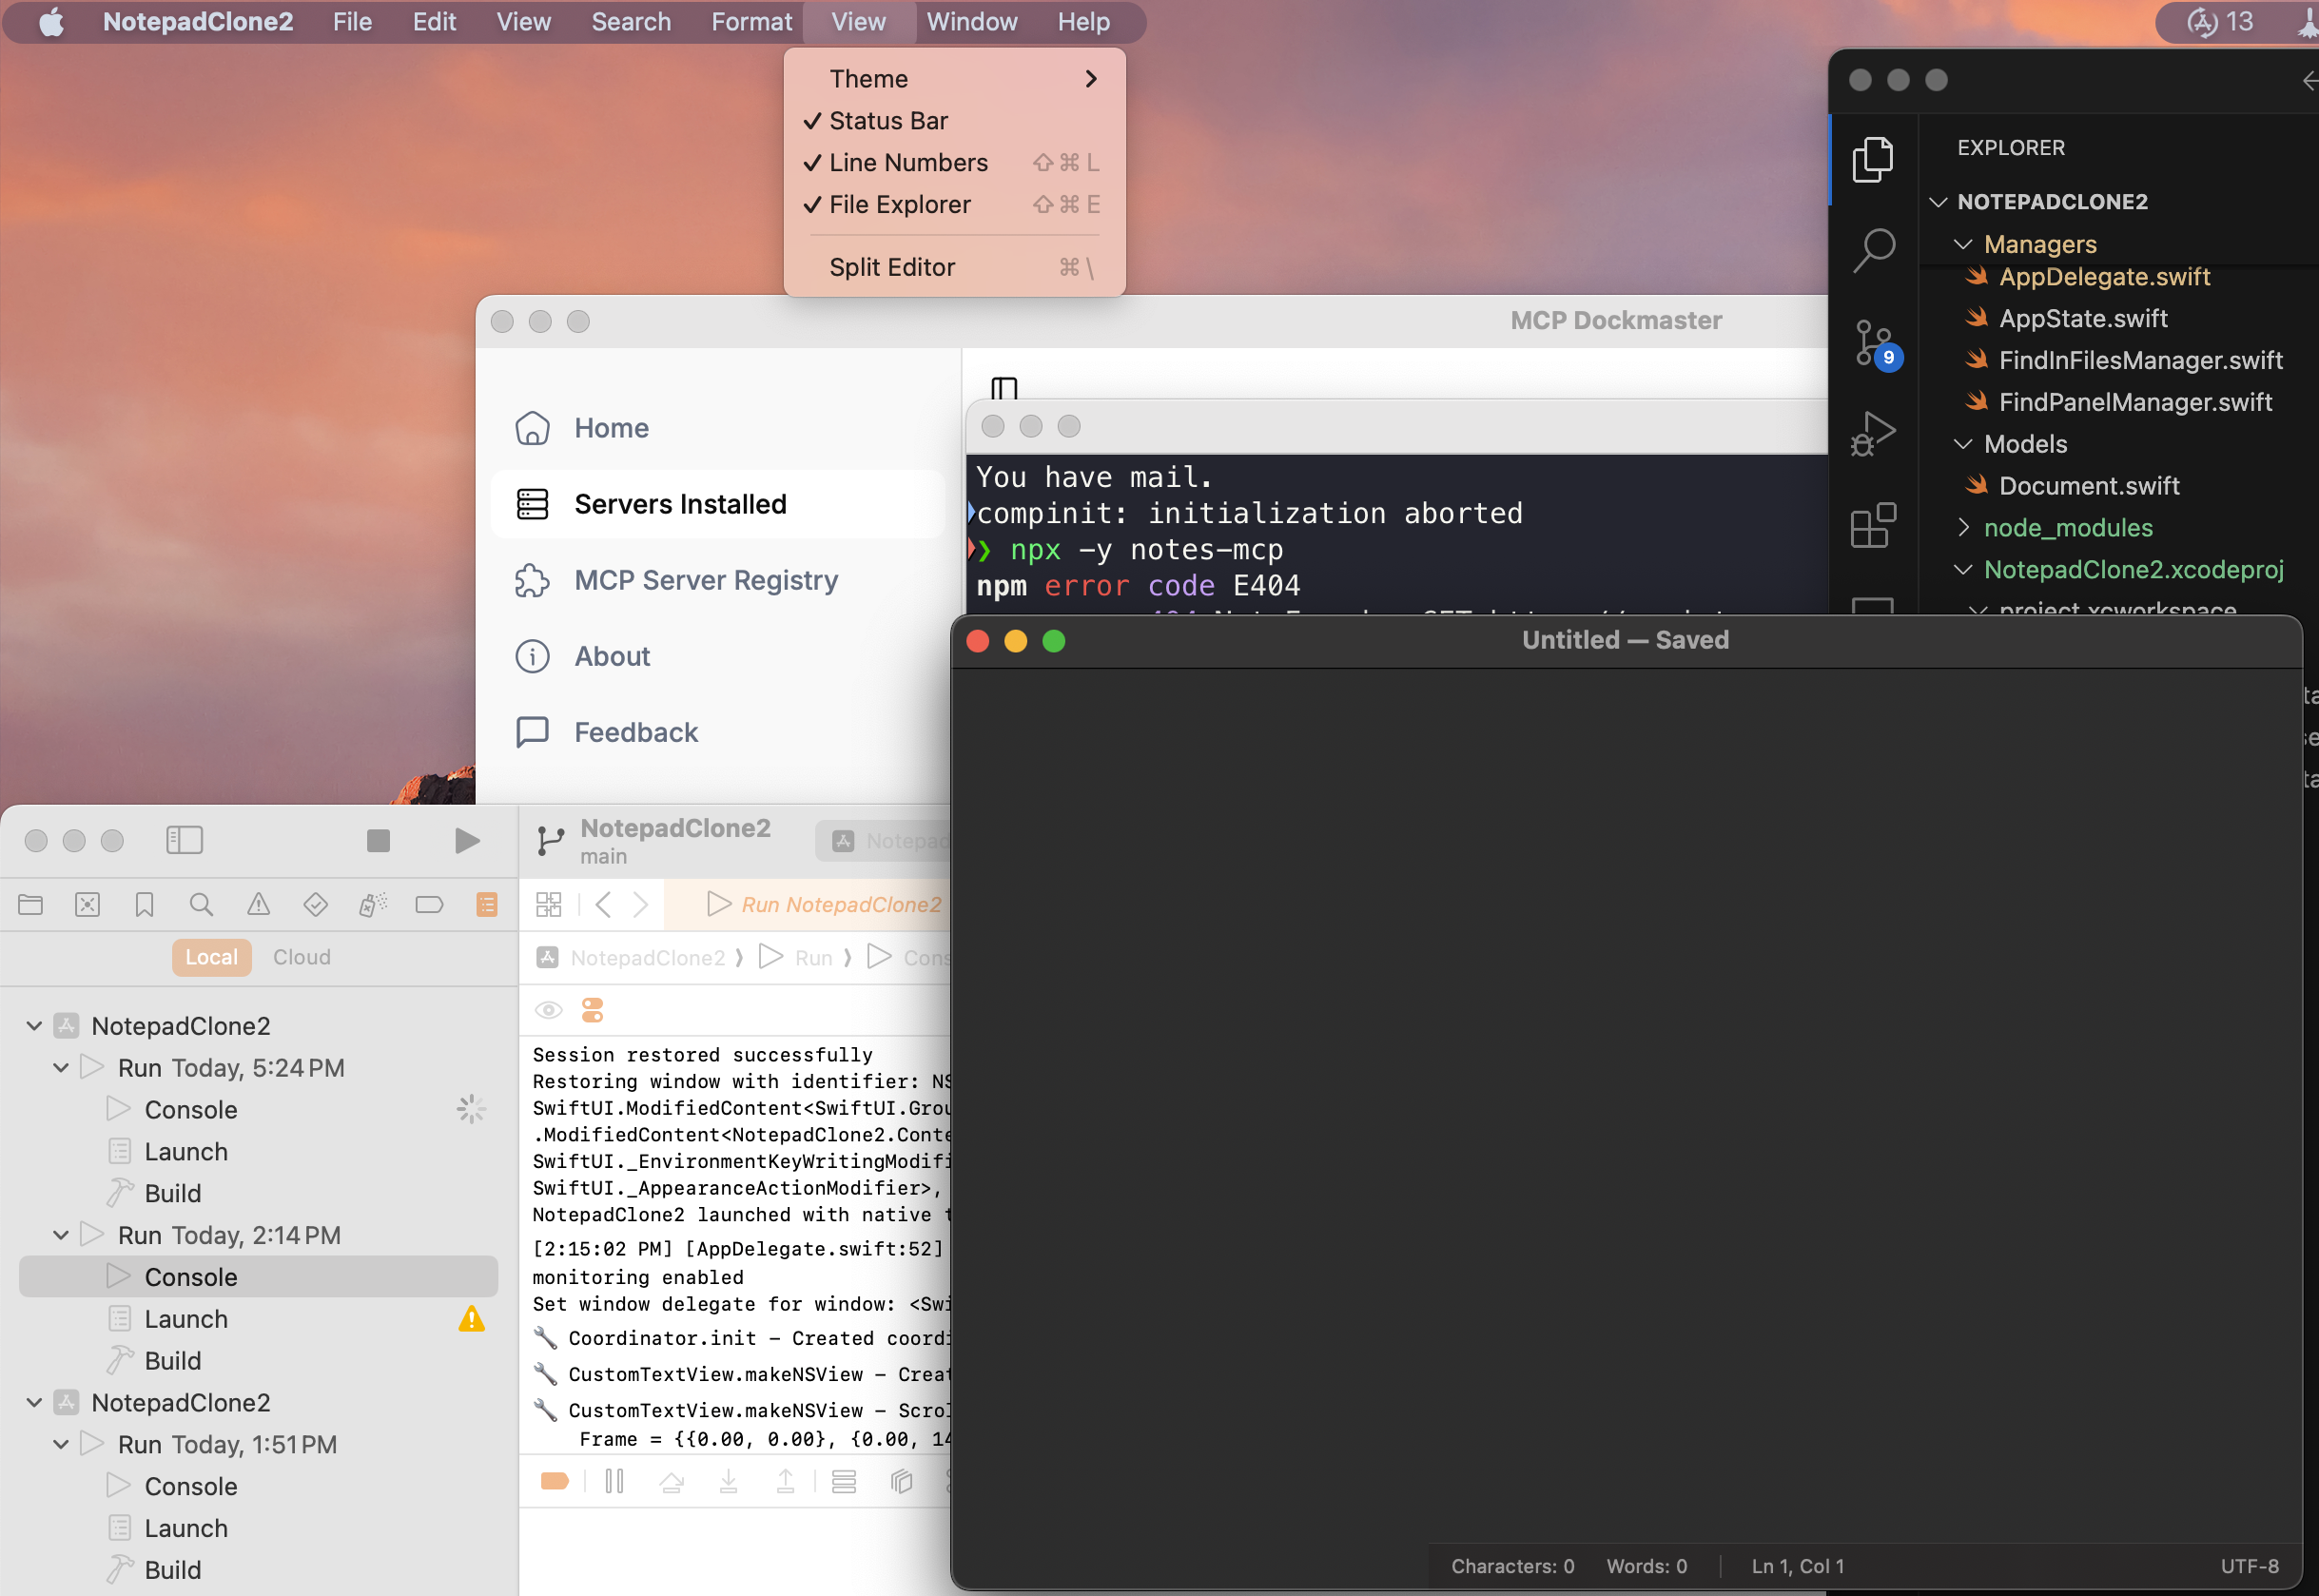 NotepadClone2 File Edit View Search Format View Window Help
13
Theme
✓ Status Bar
✓ Line Numbers ⇧⌘L
✓ File Explorer ⇧⌘E
Split Editor ⌘\
EXPLORER
NOTEPADCLONE2
Managers
AppDelegate.swift
AppState.swift
FindInFilesManager.swift
FindPanelManager.swift
Models
Document.swift
node_modules
NotepadClone2.xcodeproj
project.xcworkspace
9
MCP Dockmaster
Home
Servers Installed
MCP Server Registry
About
Feedback
You have mail.
compinit: initialization aborted
❯ npx -y notes-mcp
npm error code E404
Untitled — Saved
Characters: 0 Words: 0 Ln 1, Col 1 UTF-8
NotepadClone2
main
Notepad
Run NotepadClone2
NotepadClone2 ❭ Run ❭ Cons
Local Cloud
NotepadClone2
Run Today, 5:24 PM
Console
Launch
Build
Run Today, 2:14 PM
Console
Launch
Build
NotepadClone2
Run Today, 1:51 PM
Console
Launch
Build
Session restored successfully
Restoring window with identifier: NS
SwiftUI.ModifiedContent<SwiftUI.Grou
.ModifiedContent<NotepadClone2.Conte
SwiftUI._EnvironmentKeyWritingModifi
SwiftUI._AppearanceActionModifier>,
NotepadClone2 launched with native t
[2:15:02 PM] [AppDelegate.swift:52]
monitoring enabled
Set window delegate for window: <Swi
🔧 Coordinator.init – Created coordi
🔧 CustomTextView.makeNSView – Creat
🔧 CustomTextView.makeNSView – Scrol
Frame = {{0.00, 0.00}, {0.00, 14